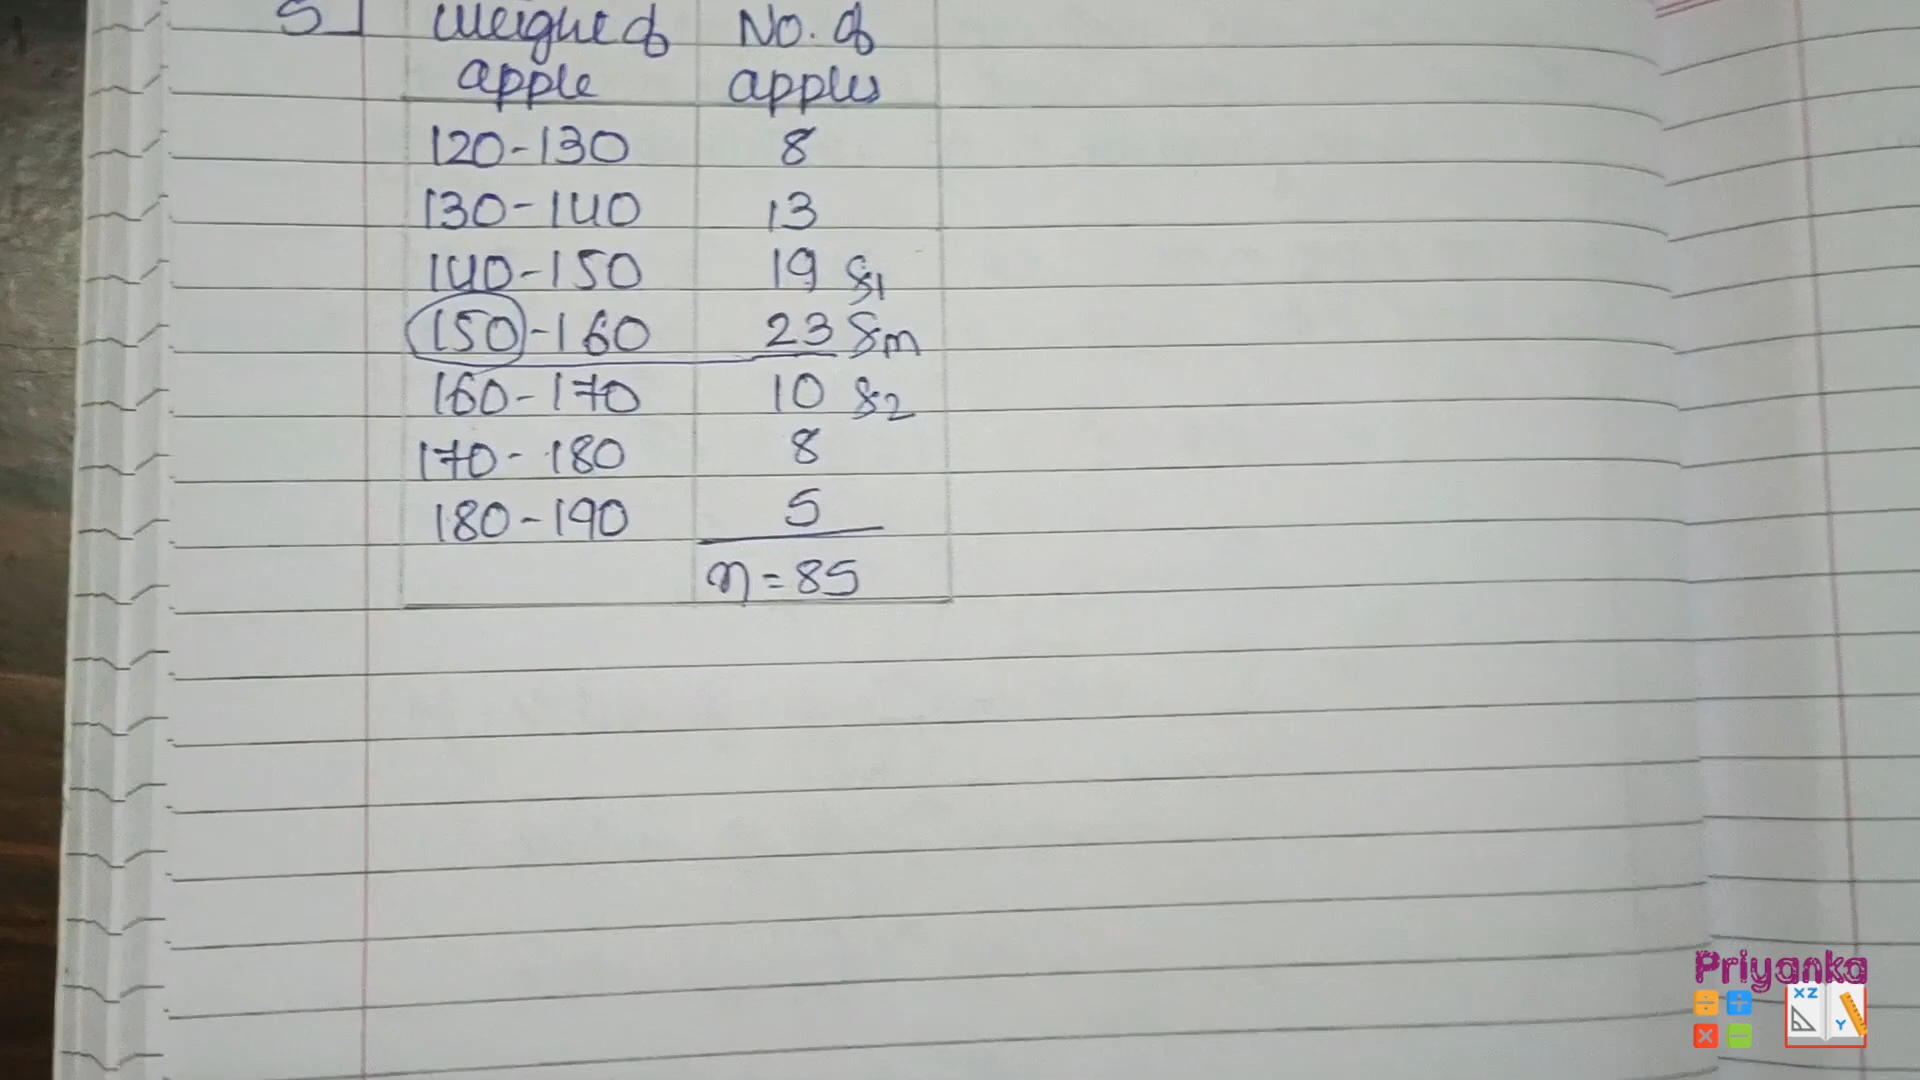 5
Weight of No. of
apple apples
120-130 8
130-140 13
140-150 19 f1
150-160 23 fm
160-170 10 f2
170-180 8
180-190 5
n=85
Priyanka
XZ
Y